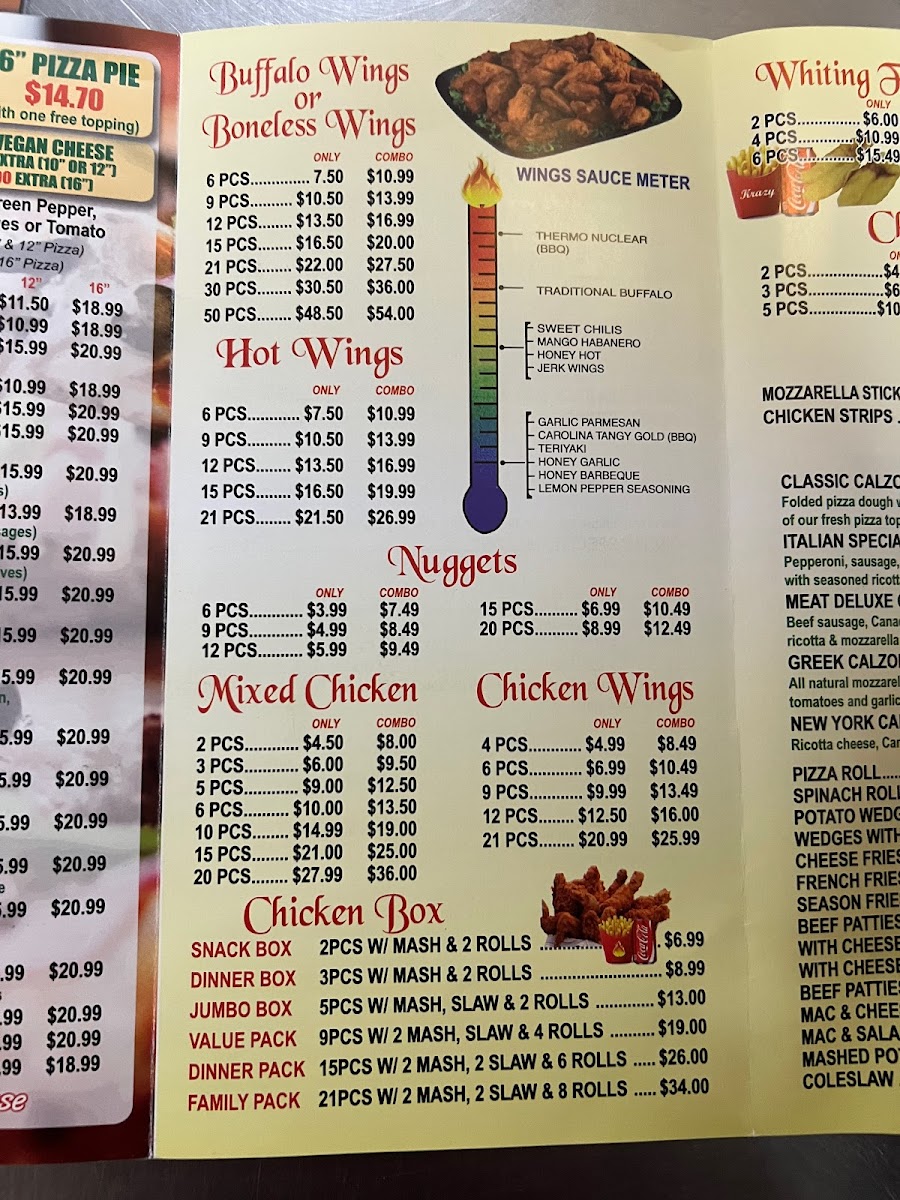 6" PIZZA PIE
$14.70
with one free topping)
VEGAN CHEESE
EXTRA (10" OR 12")
EXTRA (16")
Green Pepper,
or Tomato
& 12" Pizza)
16" Pizza)
12" 16"
$11.50 $18.99
$10.99 $18.99
$15.99 $20.99
$10.99 $18.99
$15.99 $20.99
$15.99 $20.99
15.99 $20.99
13.99 $18.99
15.99 $20.99
15.99 $20.99
5.99 $20.99
5.99 $20.99
5.99 $20.99
5.99 $20.99
5.99 $20.99
5.99 $20.99
.99 $20.99
.99 $20.99
.99 $20.99
.99 $20.99
.99 $18.99
Buffalo Wings
or
Boneless Wings
ONLY COMBO
6 PCS.............. 7.50 $10.99
9 PCS.......... $10.50 $13.99
12 PCS........ $13.50 $16.99
15 PCS........ $16.50 $20.00
21 PCS........ $22.00 $27.50
30 PCS........ $30.50 $36.00
50 PCS........ $48.50 $54.00
Hot Wings
ONLY COMBO
6 PCS............ $7.50 $10.99
9 PCS.......... $10.50 $13.99
12 PCS........ $13.50 $16.99
15 PCS........ $16.50 $19.99
21 PCS........ $21.50 $26.99
WINGS SAUCE METER
THERMO NUCLEAR
(BBQ)
TRADITIONAL BUFFALO
SWEET CHILIS
MANGO HABANERO
HONEY HOT
JERK WINGS
GARLIC PARMESAN
CAROLINA TANGY GOLD (BBQ)
TERIYAKI
HONEY GARLIC
HONEY BARBEQUE
LEMON PEPPER SEASONING
Nuggets
ONLY COMBO
6 PCS............ $3.99 $7.49
9 PCS............ $4.99 $8.49
12 PCS.......... $5.99 $9.49
ONLY COMBO
15 PCS.......... $6.99 $10.49
20 PCS.......... $8.99 $12.49
Mixed Chicken
ONLY COMBO
2 PCS............ $4.50 $8.00
3 PCS............ $6.00 $9.50
5 PCS............ $9.00 $12.50
6 PCS.......... $10.00 $13.50
10 PCS........ $14.99 $19.00
15 PCS........ $21.00 $25.00
20 PCS........ $27.99 $36.00
Chicken Wings
ONLY COMBO
4 PCS............ $4.99 $8.49
6 PCS............ $6.99 $10.49
9 PCS............ $9.99 $13.49
12 PCS........ $12.50 $16.00
21 PCS........ $20.99 $25.99
Chicken Box
SNACK BOX 2PCS W/ MASH & 2 ROLLS ........................ $6.99
DINNER BOX 3PCS W/ MASH & 2 ROLLS ........................ $8.99
JUMBO BOX 5PCS W/ MASH, SLAW & 2 ROLLS ............ $13.00
VALUE PACK 9PCS W/ 2 MASH, SLAW & 4 ROLLS .......... $19.00
DINNER PACK 15PCS W/ 2 MASH, 2 SLAW & 6 ROLLS ..... $26.00
FAMILY PACK 21PCS W/ 2 MASH, 2 SLAW & 8 ROLLS ..... $34.00
Coca-Cola
Whiting
ONLY
2 PCS.............. $6.00
4 PCS............. $10.99
6 PCS............. $15.49
Krazy
2 PCS.................$4
3 PCS.................$6
5 PCS...............$10
MOZZARELLA STICK
CHICKEN STRIPS
CLASSIC CALZO
Folded pizza dough
of our fresh pizza top
ITALIAN SPECIA
Pepperoni, sausage,
with seasoned ricott
MEAT DELUXE
Beef sausage, Cana
ricotta & mozzarella
GREEK CALZO
All natural mozzarel
tomatoes and garlic
NEW YORK CA
Ricotta cheese, Can
PIZZA ROLL
SPINACH ROLL
POTATO WEDG
WEDGES WITH
CHEESE FRIES
FRENCH FRIES
SEASON FRIE
BEEF PATTIES
WITH CHEESE
WITH CHEESE
BEEF PATTIES
MAC & CHEE
MAC & SALA
MASHED PO
COLESLAW